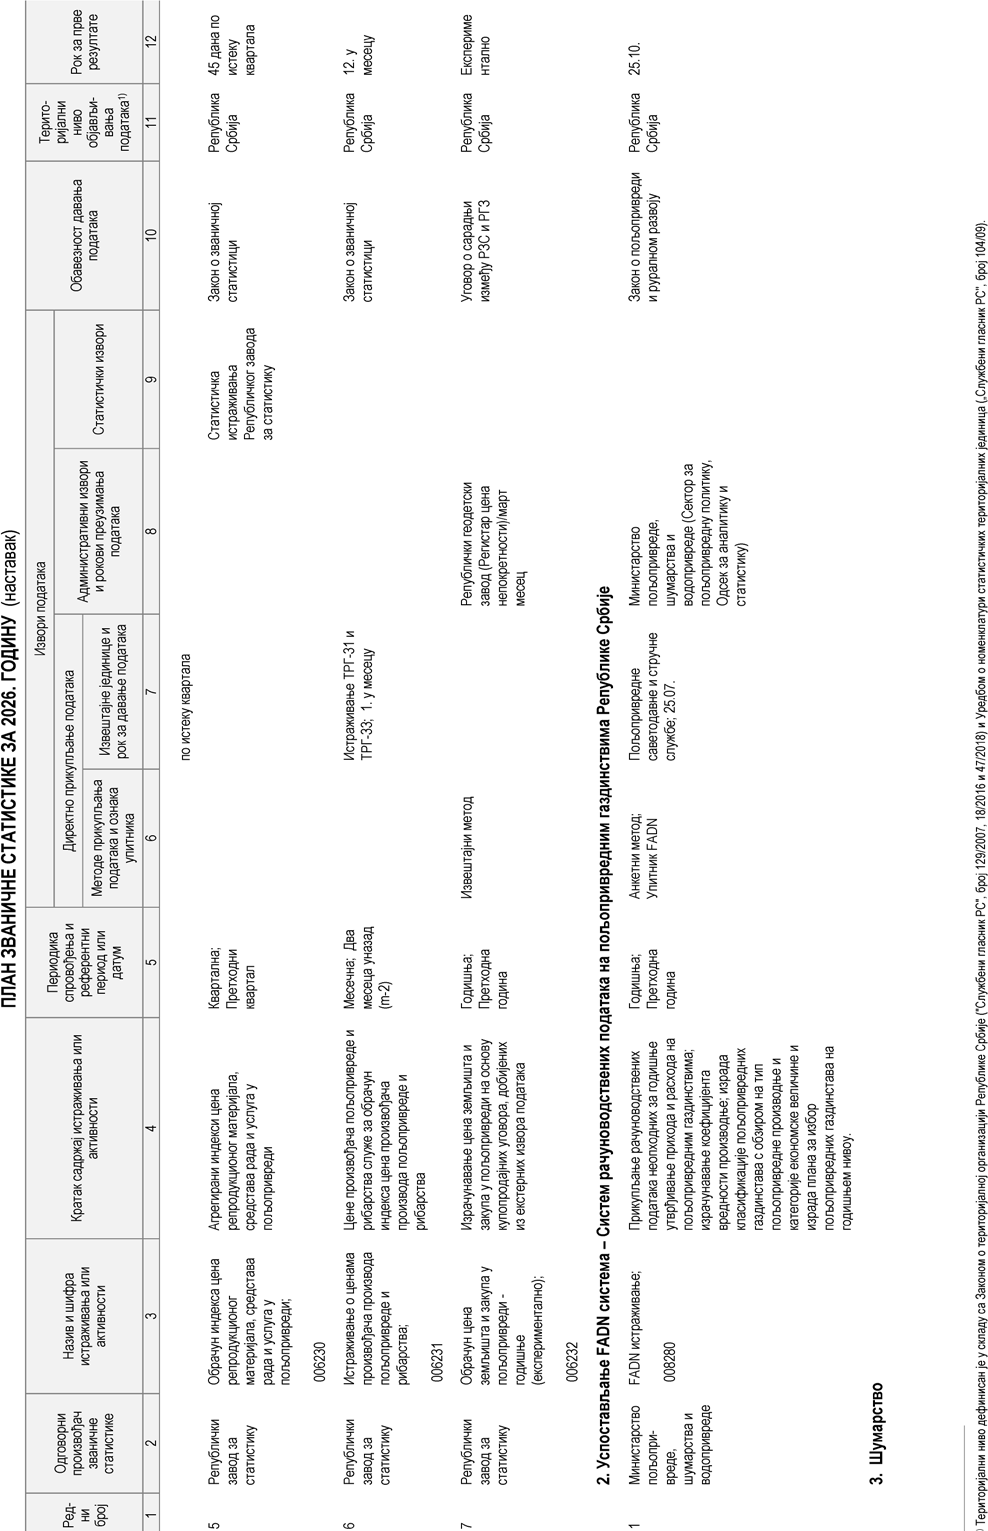 ПЛАН ЗВАНИЧНЕ СТАТИСТИКЕ ЗА 2026. ГОДИНУ (наставак)
Ред-
ни
број
Одговорни
произвођач
званичне
статистике
Назив и шифра
истраживања или
активности
Кратак садржај истраживања или
активности
Периодика
спровођења и
референтни
период или
датум
Извори података
Директно прикупљање података
Методе прикупљања
података и ознака
упитника
Извештајне јединице и
рок за давање података
Административни извори
и рокови преузимања
података
Статистички извори
Обавезност давања
података
Терито-
ријални
ниво
објављи-
вања
података¹⁾
Рок за прве
резултате
1 2 3 4 5 6 7 8 9 10 11 12
по истеку квартала
5
Републички
завод за
статистику
Обрачун индекса цена
репродукционог
материјала, средстава
рада и услуга у
пољопривреди;
006230
Агрегирани индекси цена
репродукционог материјала,
средстава рада и услуга у
пољопривреди
Квартална;
Претходни
квартал
Статистичка
истраживања
Републичког завода
за статистику
Закон о званичној
статистици
Република
Србија
45 дана по
истеку
квартала
6
Републички
завод за
статистику
Истраживање о ценама
произвођача производа
пољопривреде и
рибарства;
006231
Цене произвођача пољопривреде и
рибарства служе за обрачун
индекса цена произвођача
производа пољопривреде и
рибарства
Месечна; Два
месеца уназад
(m-2)
Истраживање ТРГ-31 и
ТРГ-33; 1. у месецу
Закон о званичној
статистици
Република
Србија
12. у
месецу
7
Републички
завод за
статистику
Обрачун цена
земљишта и закупа у
пољопривреди -
годишње
(експериментално);
006232
Израчунавање цена земљишта и
закупа у пољопривреди на основу
купопродајних уговора, добијених
из екстерних извора података
Годишња;
Претходна
година
Извештајни метод
Републички геодетски
завод (Регистар цена
непокретности)/март
месец
Уговор о сарадњи
између РЗС и РГЗ
Република
Србија
Експериме
нтално
2. Успостављање FADN система – Систем рачуноводствених података на пољопривредним газдинствима Републике Србије
1
Министарство
пољопри-
вреде,
шумарства и
водопривреде
FADN истраживање;
008280
Прикупљање рачуноводствених
података неопходних за годишње
утврђивање прихода и расхода на
пољопривредним газдинствима;
израчунавање коефицијента
вредности производње; израда
класификације пољопривредних
газдинстава с обзиром на тип
пољопривредне производње и
категорије економске величине и
израда плана за избор
пољопривредних газдинстава на
годишњем нивоу.
Годишња;
Претходна
година
Анкетни метод;
Упитник FADN
Пољопривредне
саветодавне и стручне
службе; 25.07.
Министарство
пољопривреде,
шумарства и
водопривреде (Сектор за
пољопривредну политику,
Одсек за аналитику и
статистику)
Закон о пољопривреди
и руралном развоју
Република
Србија
25.10.
3. Шумарство
⁾ Територијални ниво дефинисан је у складу са Законом о територијалној организацији Републике Србије ("Службени гласник РС", број 129/2007, 18/2016 и 47/2018) и Уредбом о номенклатури статистичких територијалних јединица („Службени гласник РС", број 104/09).